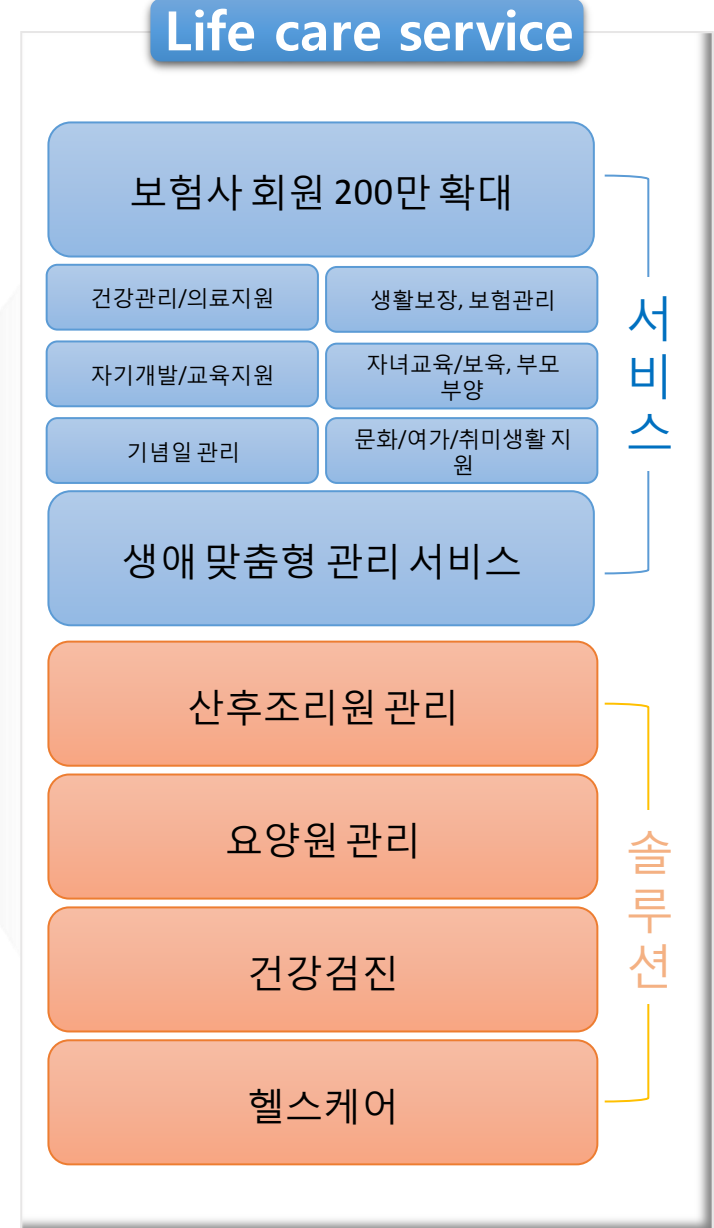 Life care service
보험사 회원 200만 확대
건강관리/의료지원
생활보장, 보험관리
자기개발/교육지원
자녀교육/보육, 부모
부양
기념일 관리
문화/여가/취미생활 지
원
생애 맞춤형 관리 서비스
서
비
스
산후조리원 관리
요양원 관리
건강검진
헬스케어
솔
루
션